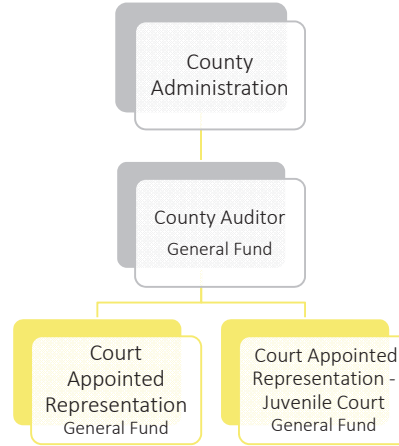 County
Administration
County Auditor
General Fund
Court
Appointed
Representation
General Fund
Court Appointed
Representation -
Juvenile Court
General Fund